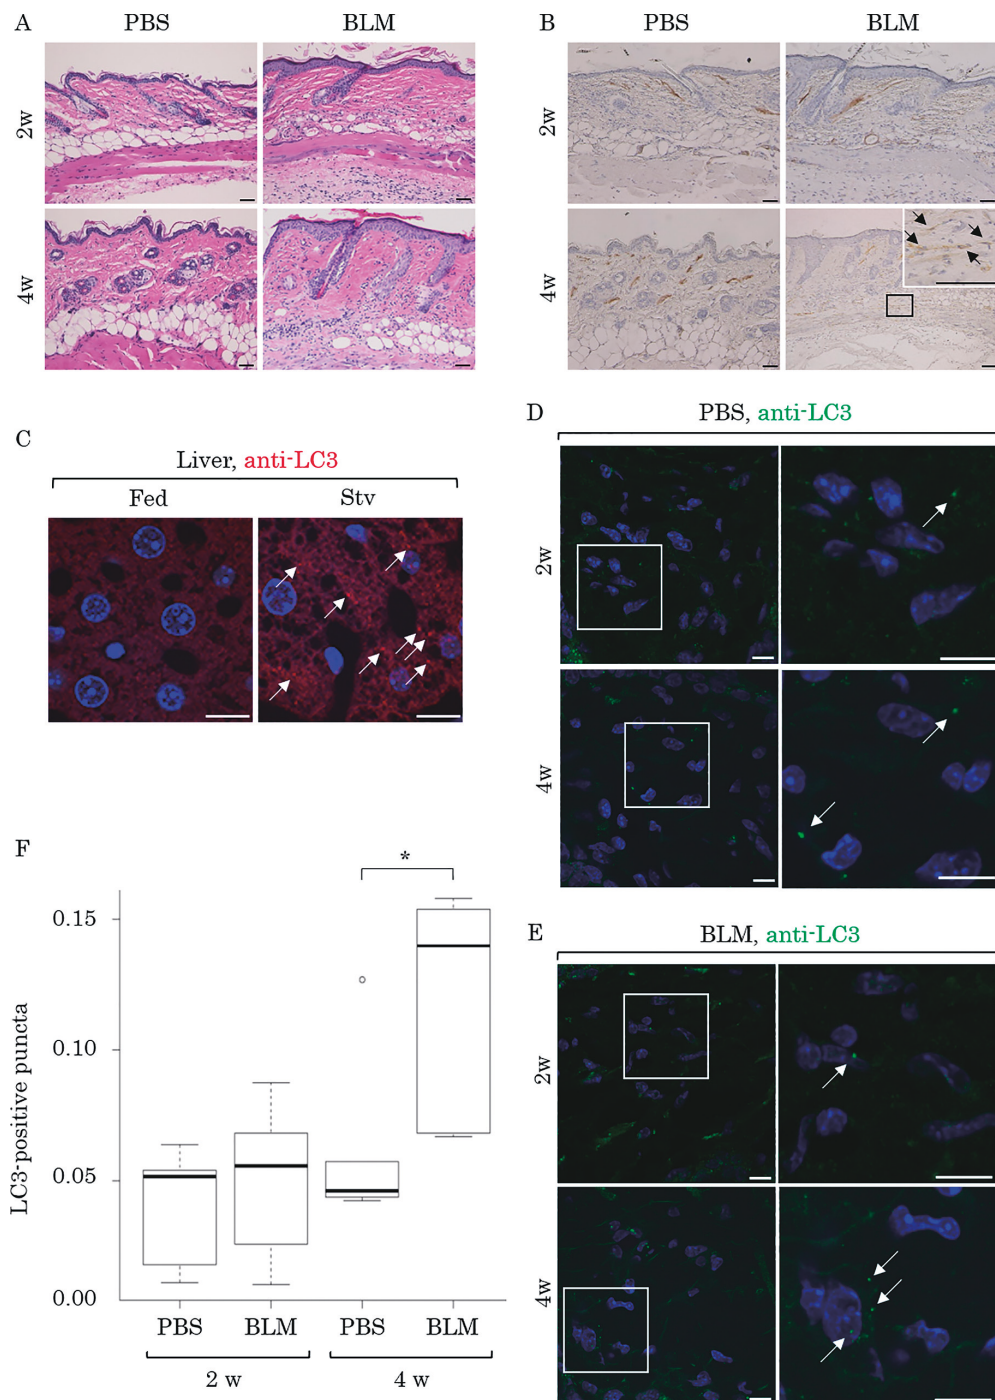 A
PBS
BLM
2w
4w
B
PBS
BLM
2w
4w
C
Liver, anti-LC3
Fed
Stv
D
PBS, anti-LC3
2w
4w
E
BLM, anti-LC3
2w
4w
F
*
LC3-positive puncta
0.15
0.10
0.05
0.00
PBS
BLM
PBS
BLM
2 w
4 w